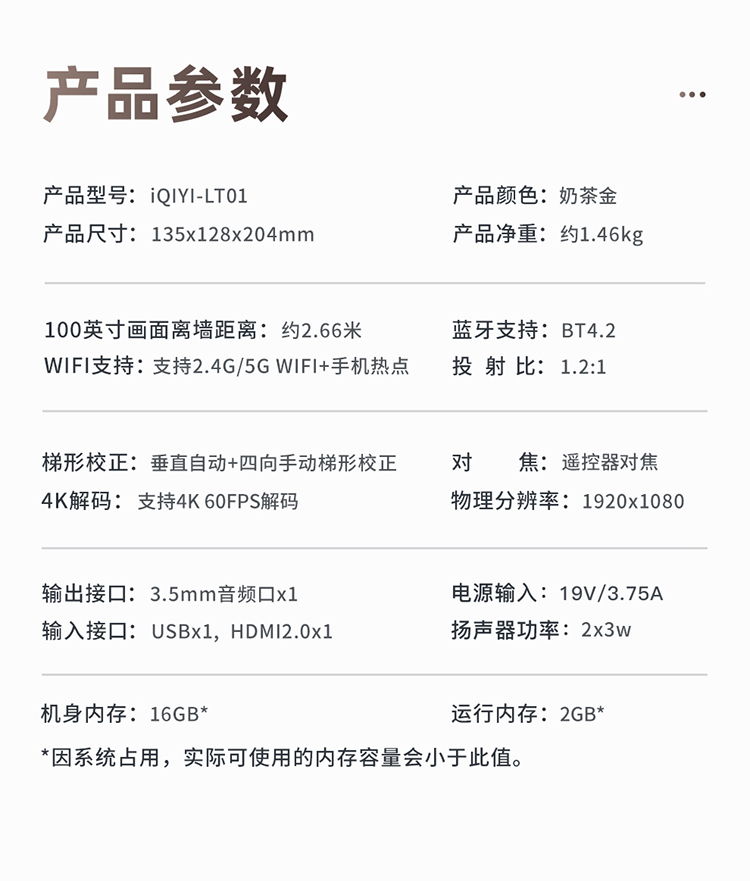 产品参数
产品型号：iQIYI-LT01 产品颜色：奶茶金
产品尺寸：135x128x204mm 产品净重：约1.46kg
100英寸画面离墙距离：约2.66米 蓝牙支持：BT4.2
WIFI支持：支持2.4G/5G WIFI+手机热点 投 射 比：1.2:1
梯形校正：垂直自动+四向手动梯形校正 对 焦：遥控器对焦
4K解码：支持4K 60FPS解码 物理分辨率：1920x1080
输出接口：3.5mm音频口x1 电源输入：19V/3.75A
输入接口：USBx1, HDMI2.0x1 扬声器功率：2x3w
机身内存：16GB* 运行内存：2GB*
*因系统占用，实际可使用的内存容量会小于此值。